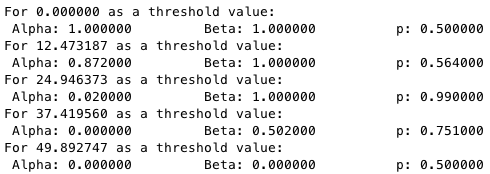 For 0.000000 as a threshold value:
Alpha: 1.000000 Beta: 1.000000 p: 0.500000
For 12.473187 as a threshold value:
Alpha: 0.872000 Beta: 1.000000 p: 0.564000
For 24.946373 as a threshold value:
Alpha: 0.020000 Beta: 1.000000 p: 0.990000
For 37.419560 as a threshold value:
Alpha: 0.000000 Beta: 0.502000 p: 0.751000
For 49.892747 as a threshold value:
Alpha: 0.000000 Beta: 0.000000 p: 0.500000